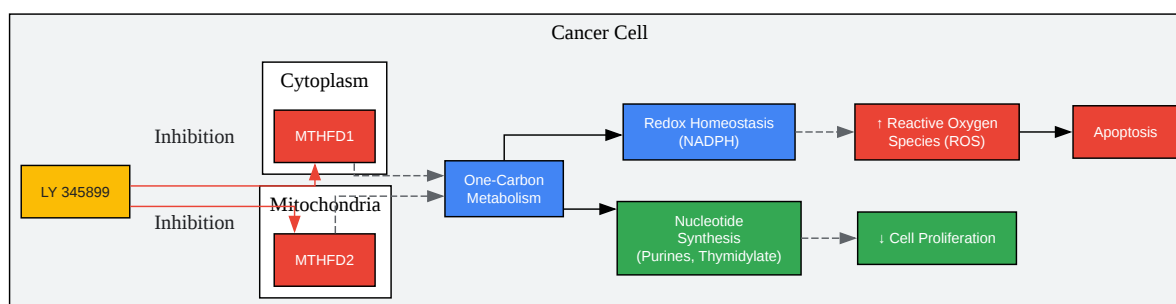 Cancer Cell
Cytoplasm
MTHFD1
Inhibition
LY 345899
Inhibition
Mitochondria
MTHFD2
One-Carbon
Metabolism
Redox Homeostasis
(NADPH)
↑ Reactive Oxygen
Species (ROS)
Apoptosis
Nucleotide
Synthesis
(Purines, Thymidylate)
↓ Cell Proliferation